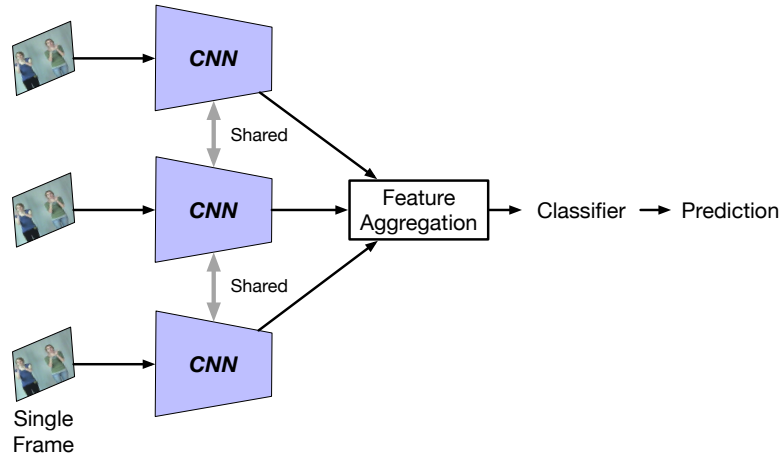 CNN
Shared
CNN
Feature
Aggregation
Classifier
Prediction
Shared
CNN
Single
Frame